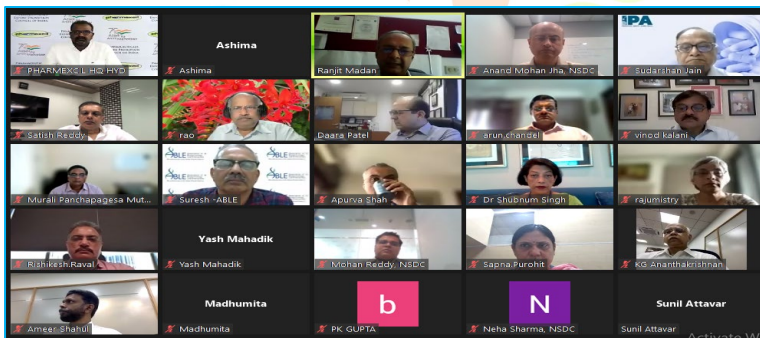 PHARMEXCIL HQ HYD
Ashima
Ashima
Ranjit Madan
Anand Mohan Jha, NSDC
IPA
Sudarshan Jain
Satish Reddy
rao
Daara Patel
arun.chandel
vinod kalani
Murali Panchapagesa Mut...
ABLE
Suresh -ABLE
Apurva Shah
Dr Shubnum Singh
rajumistry
Rishikesh.Raval
Yash Mahadik
Yash Mahadik
Mohan Reddy, NSDC
Sapna.Purohit
KG Ananthakrishnan
Ameer Shahul
Madhumita
Madhumita
b
PK GUPTA
N
Neha Sharma, NSDC
Sunil Attavar
Sunil Attavar
Activate W